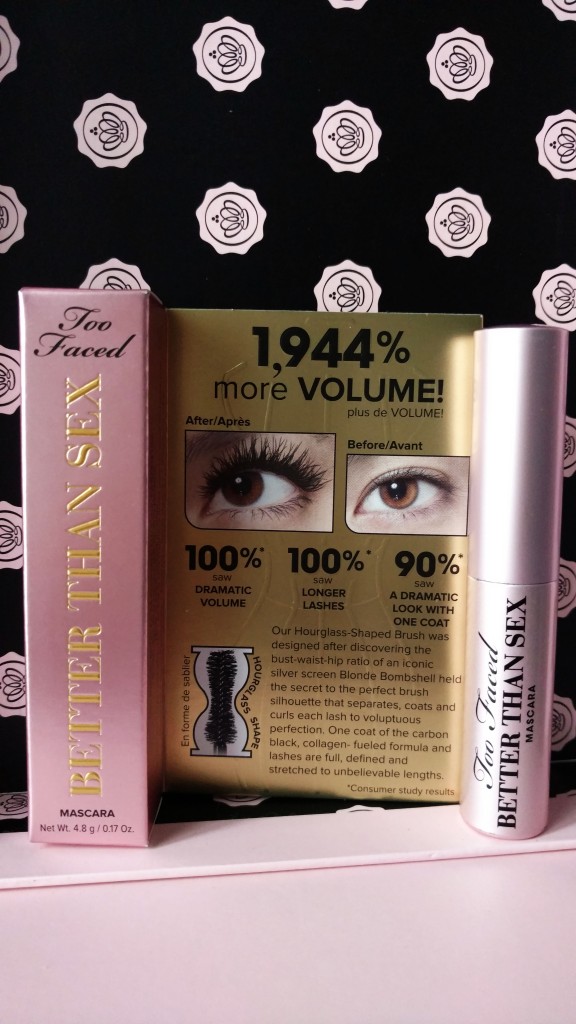 Too
Faced
BETTER THAN SEX
MASCARA
Net Wt. 4.8 g / 0.17 Oz.
1,944%
more VOLUME!
plus de VOLUME!
After/Après
Before/Avant
100%*
saw
DRAMATIC
VOLUME
100%*
saw
LONGER
LASHES
90%*
saw
A DRAMATIC
LOOK WITH
ONE COAT
En forme de sablier
HOURGLASS SHAPE
Our Hourglass-Shaped Brush was
designed after discovering the
bust-waist-hip ratio of an iconic
silver screen Blonde Bombshell held
the secret to the perfect brush
silhouette that separates, coats and
curls each lash to voluptuous
perfection. One coat of the carbon
black, collagen- fueled formula and
lashes are full, defined and
stretched to unbelievable lengths.
*Consumer study results
Too Faced
BETTER THAN SEX
MASCARA